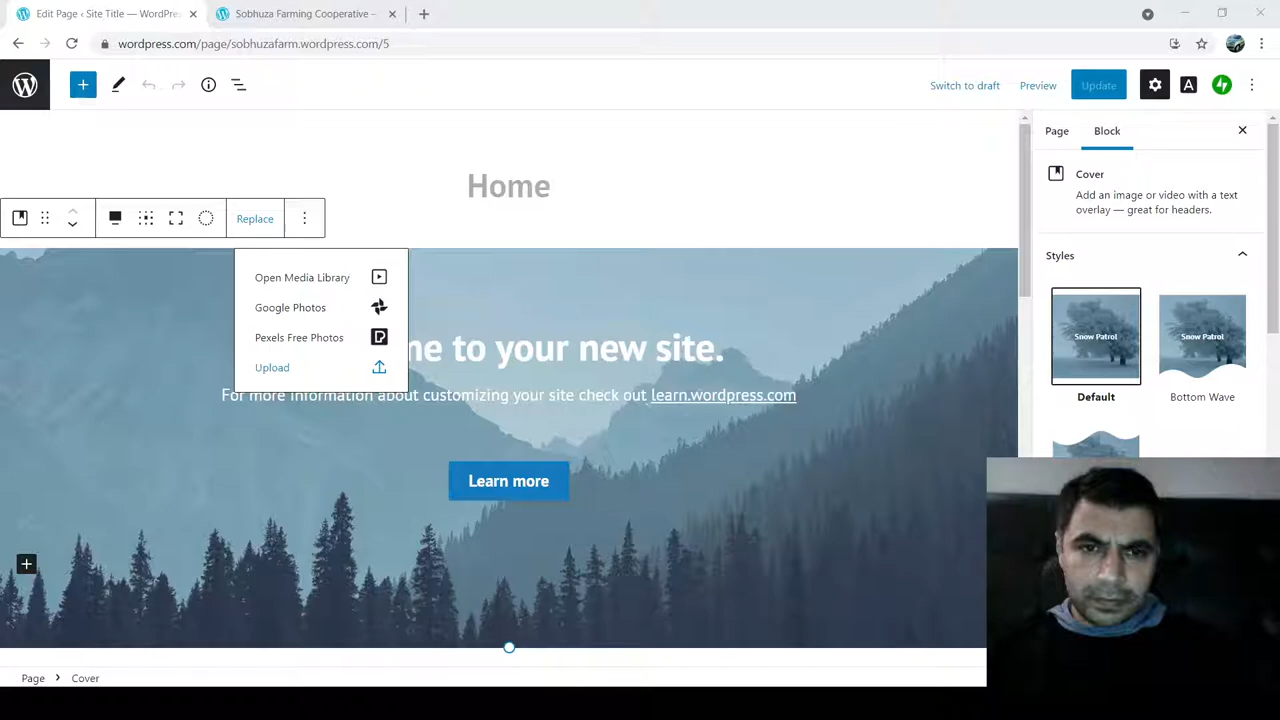 Edit Page ‹ Site Title — WordPre
Sobhuza Farming Cooperative –
wordpress.com/page/sobhuzafarm.wordpress.com/5
Switch to draft
Preview
Update
A
Page
Block
Home
Cover
Add an image or video with a text
overlay — great for headers.
Replace
Styles
Open Media Library
Google Photos
Pexels Free Photos
Upload
Snow Patrol
Snow Patrol
me to your new site.
For more information about customizing your site check out learn.wordpress.com
Default
Bottom Wave
Learn more
Page
Cover